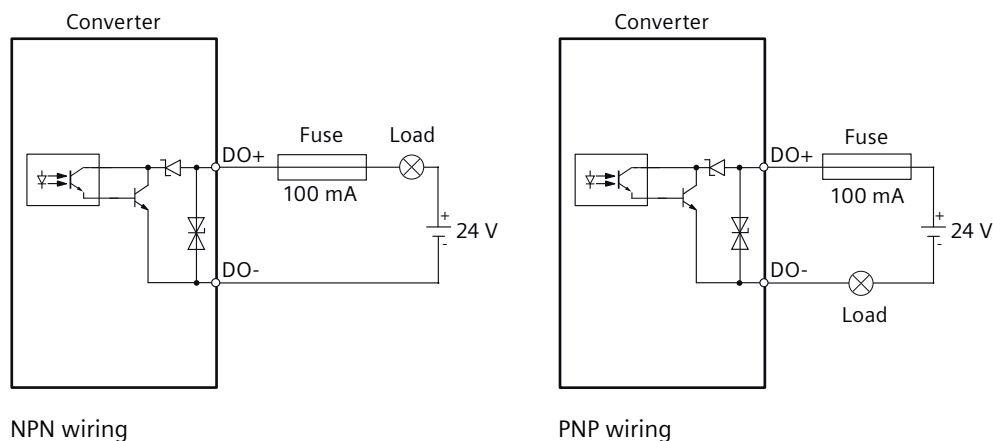 Converter
Fuse
Load
DO+
100 mA
+
24 V
-
DO-
NPN wiring
Converter
Fuse
DO+
100 mA
+
24 V
-
DO-
Load
PNP wiring